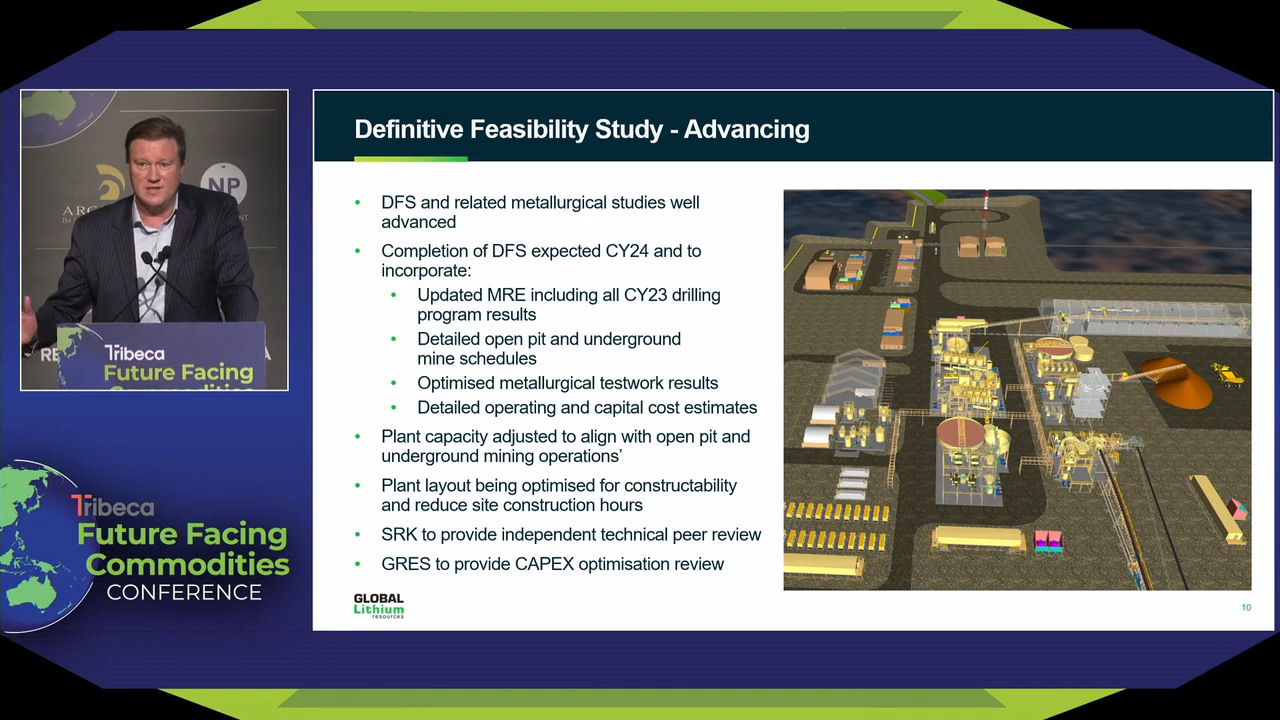 NP
Tribeca
Future Facing
Commodities
Tribeca
Future Facing
Commodities
CONFERENCE
Definitive Feasibility Study - Advancing
• DFS and related metallurgical studies well
advanced
• Completion of DFS expected CY24 and to
incorporate:
• Updated MRE including all CY23 drilling
program results
• Detailed open pit and underground
mine schedules
• Optimised metallurgical testwork results
• Detailed operating and capital cost estimates
• Plant capacity adjusted to align with open pit and
underground mining operations’
• Plant layout being optimised for constructability
and reduce site construction hours
• SRK to provide independent technical peer review
• GRES to provide CAPEX optimisation review
GLOBAL
Lithium
resources
10